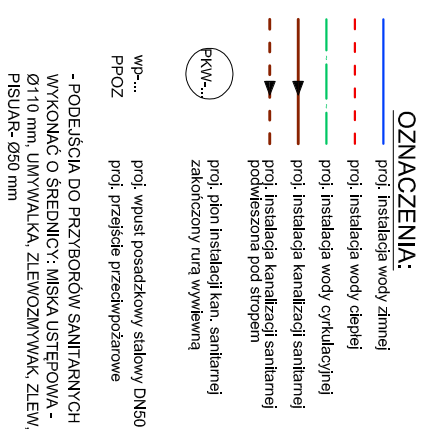 OZNACZENIA:
proj. instalacja wody zimnej
proj. instalacja wody ciepłej
proj. instalacja wody cyrkulacyjnej
proj. instalacja kanalizacji sanitarnej
proj. instalacja kanalizacji sanitarnej
podwieszona pod stropem
PKW-...
proj. pion instalacji kan. sanitarnej
zakończony rurą wywiewną
wp-... proj. wpust posadzkowy stalowy DN50
PPOZ proj. przejście przeciwpożarowe
- PODEJŚCIA DO PRZYBORÓW SANITARNYCH
WYKONAĆ O ŚREDNICY: MISKA USTĘPOWA -
Ø110 mm, UMYWALKA, ZLEWOZMYWAK, ZLEW,
PISUAR- Ø50 mm